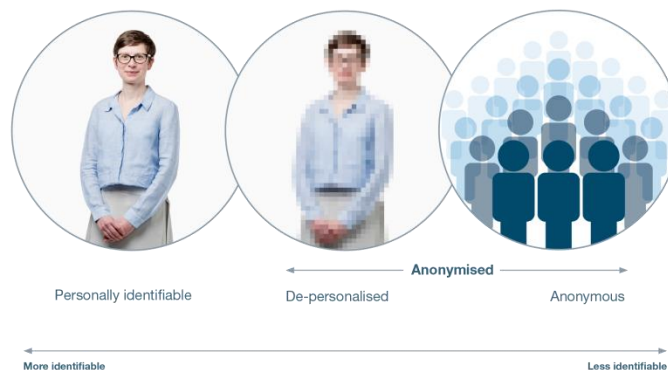 Anonymised
Personally identifiable
De-personalised
Anonymous
More identifiable
Less identifiable